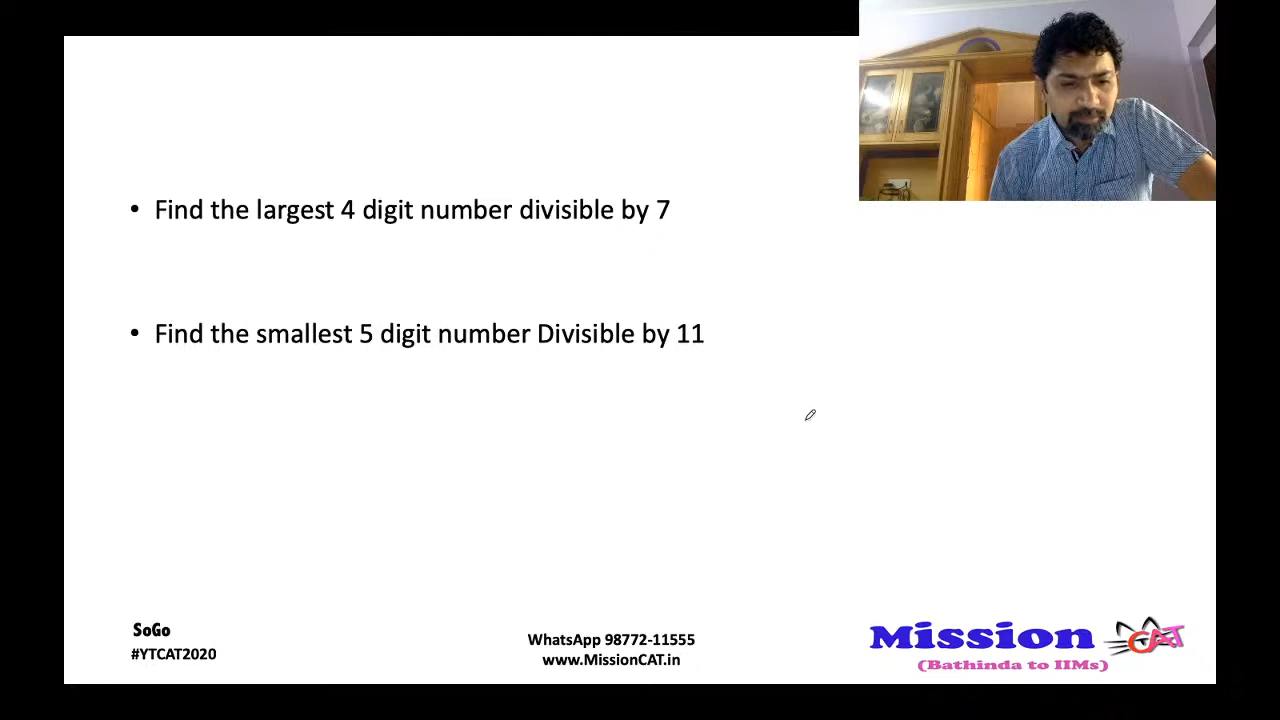 • Find the largest 4 digit number divisible by 7
• Find the smallest 5 digit number Divisible by 11
SoGo
#YTCAT2020
WhatsApp 98772-11555
www.MissionCAT.in
Mission CAT
(Bathinda to IIMs)